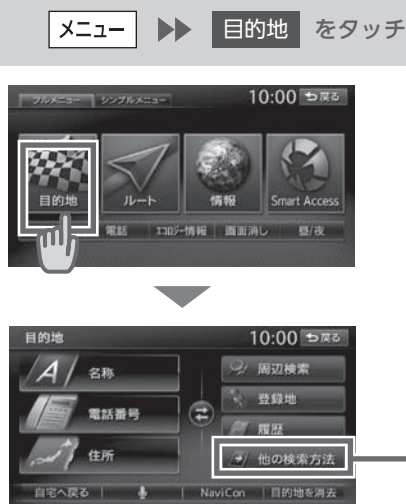 メニュー ▶▶ 目的地 をタッチ
フルメニュー シンプルメニュー 10:00 戻る
目的地 ルート 情報 Smart Access
電話 エコロジー情報 画面消し 昼/夜
目的地 10:00 戻る
A 名称 周辺検索
電話番号 登録地
履歴
住所 他の検索方法
自宅へ戻る NaviCon 目的地を消去